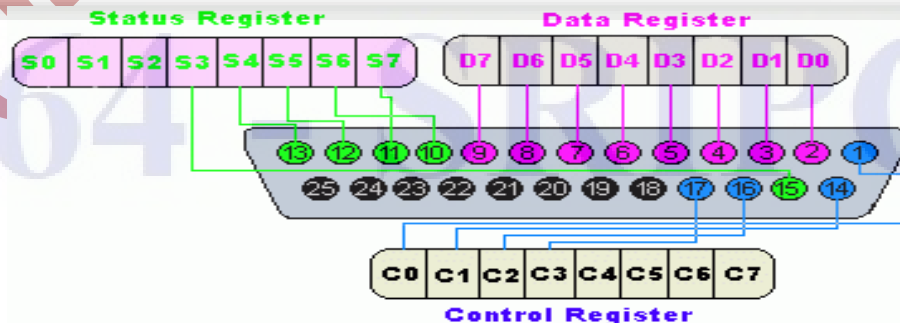 Status Register
Data Register
S0 S1 S2 S3 S4 S5 S6 S7
D7 D6 D5 D4 D3 D2 D1 D0
13 12 11 10 9 8 7 6 5 4 3 2 1
25 24 23 22 21 20 19 18 17 16 15 14
C0 C1 C2 C3 C4 C5 C6 C7
Control Register